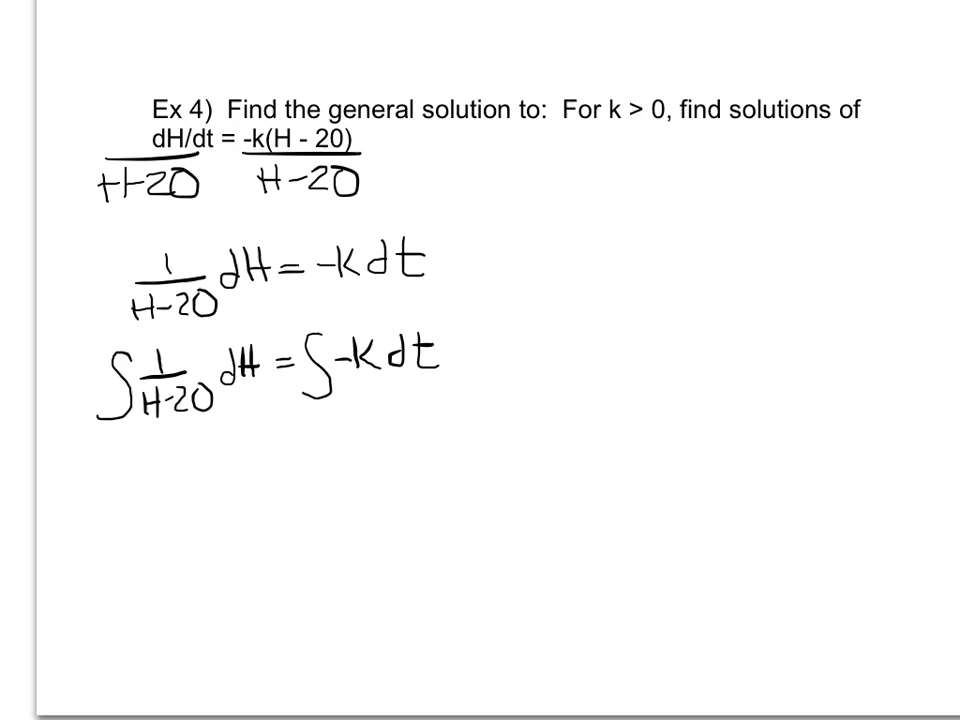 Ex 4)  Find the general solution to:  For k > 0, find solutions of
dH/dt = -k(H - 20)
H-20 H-20
1/(H-20) dH = -k dt
∫ 1/(H-20) dH = ∫ -k dt